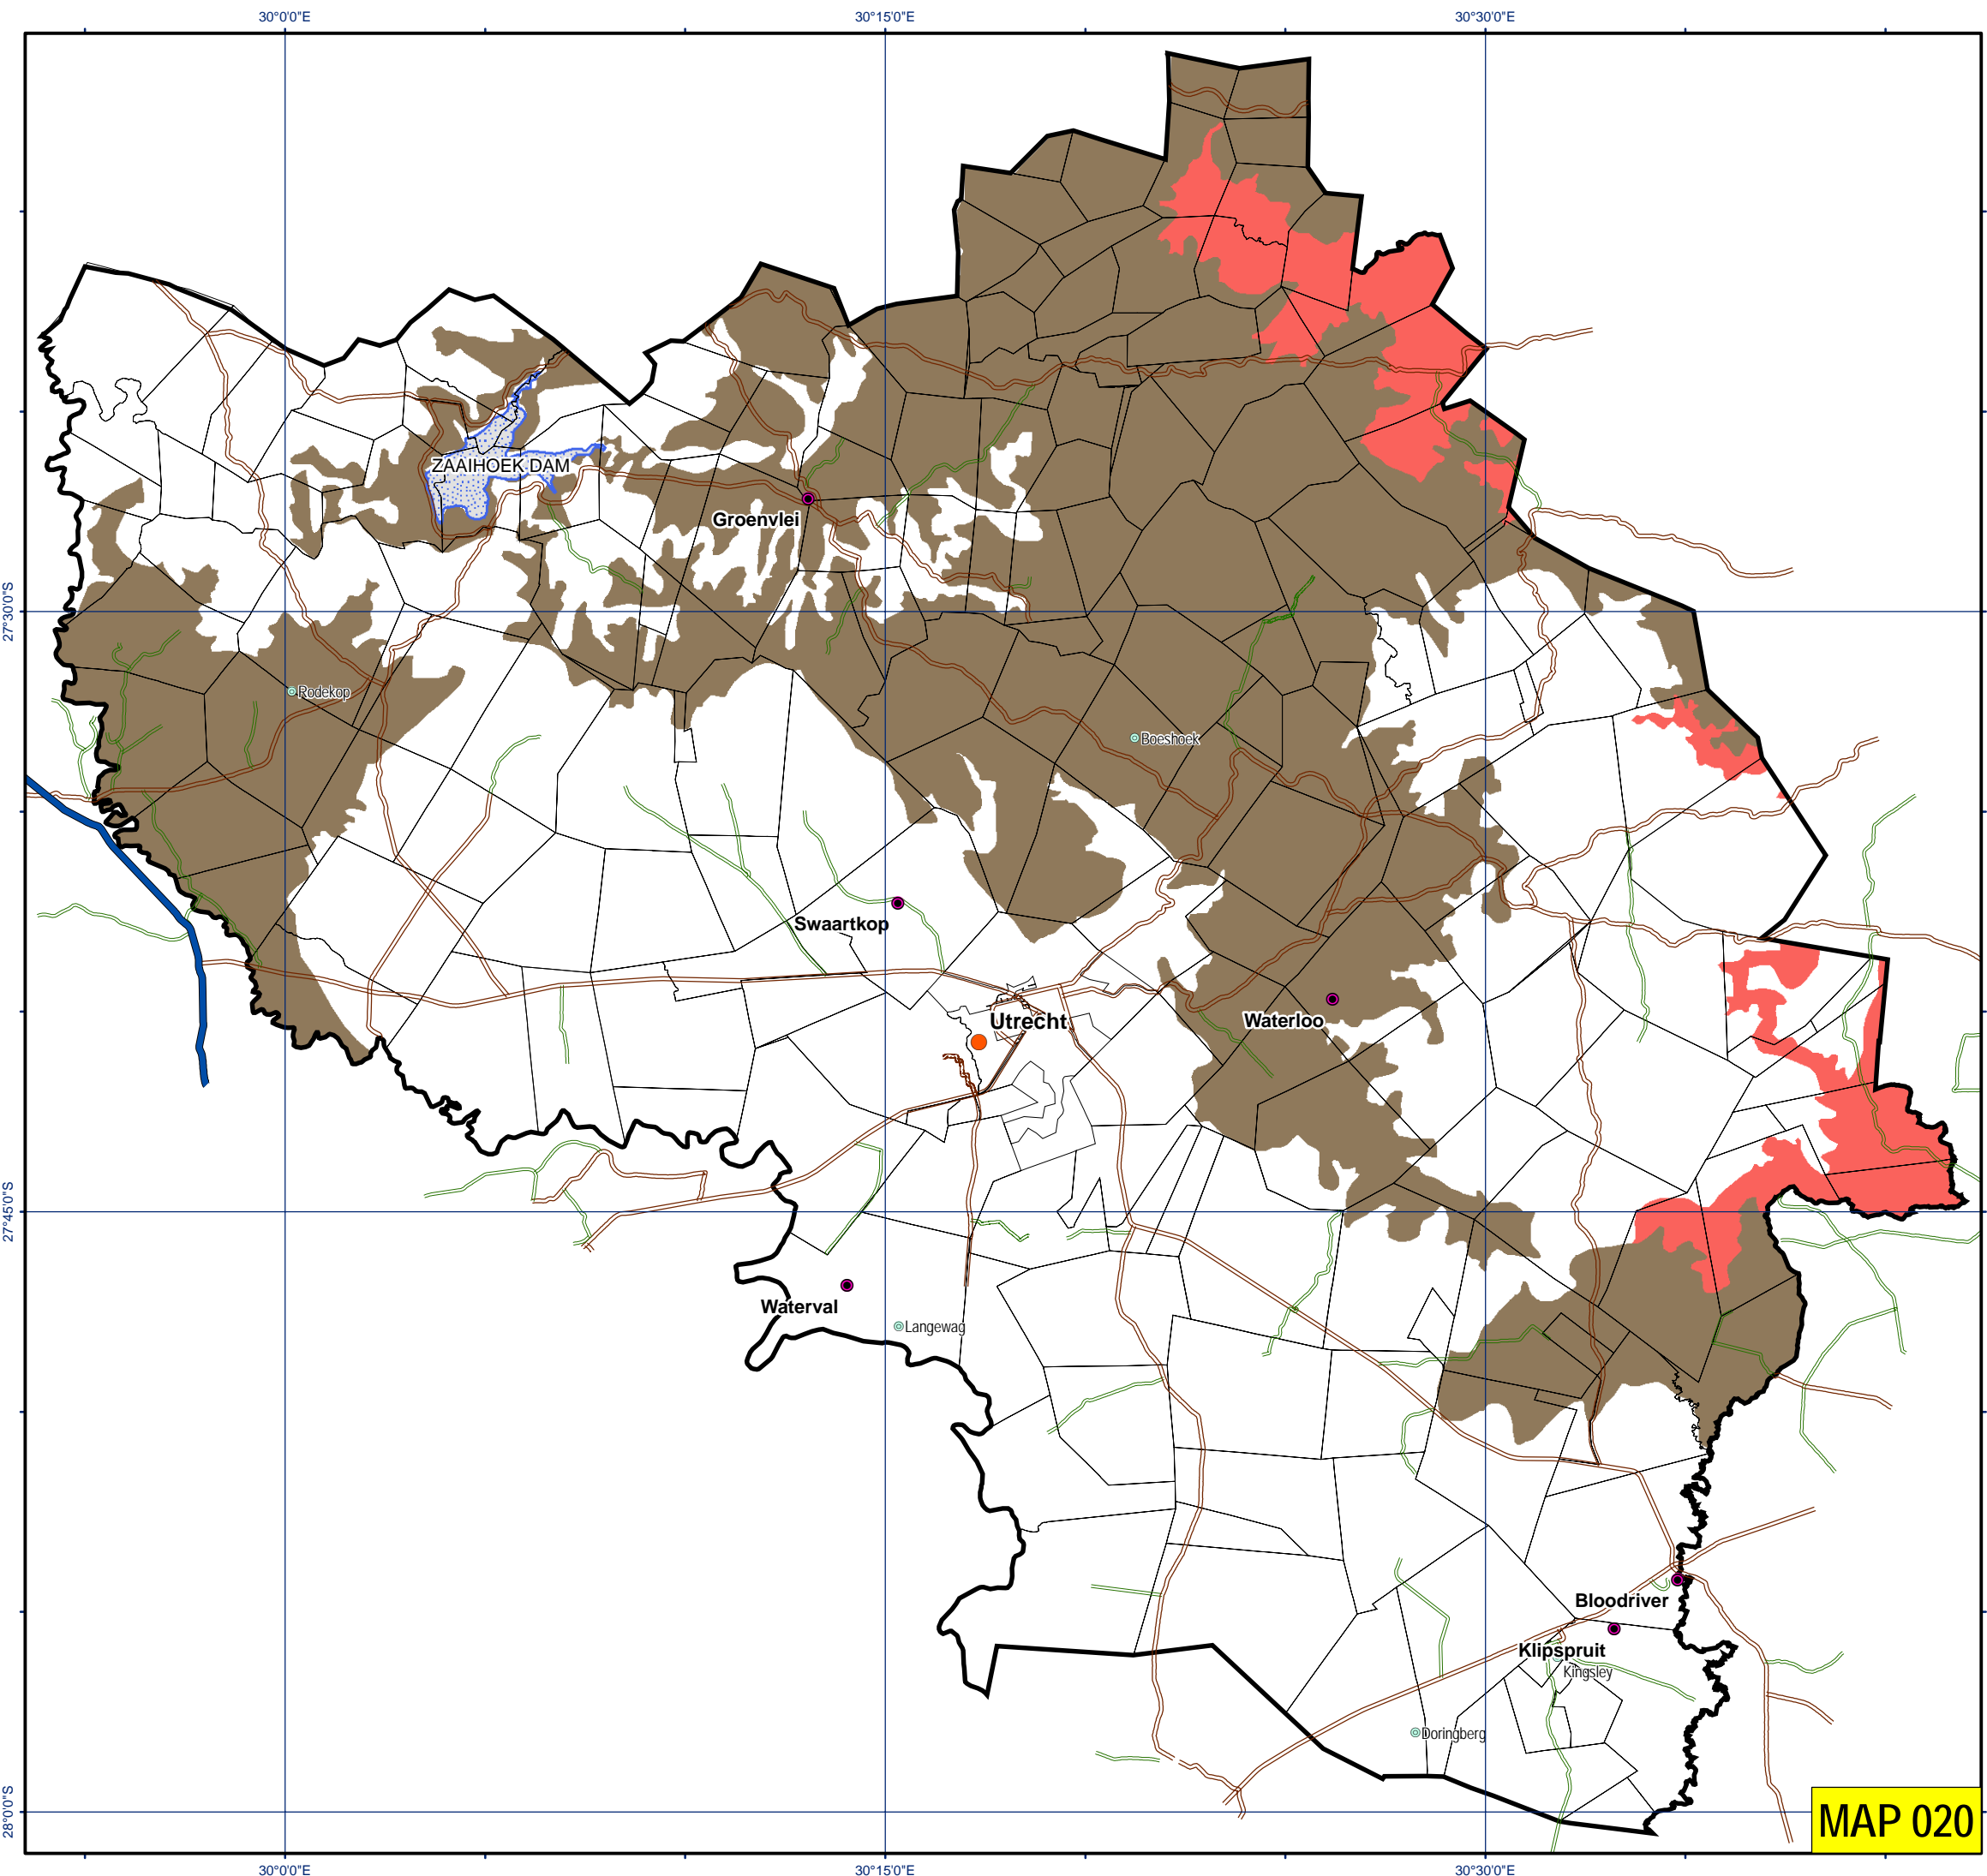 30°0'0"E
30°15'0"E
30°30'0"E
ZAAIHOEK DAM
Groenvlei
27°30'0"S
Rodekop
Boeshoek
Swaartkop
Utrecht
Waterloo
27°45'0"S
Waterval
Langewag
Bloodriver
Klipspruit
Kingsley
Doringberg
28°0'0"S
MAP 020
30°0'0"E
30°15'0"E
30°30'0"E